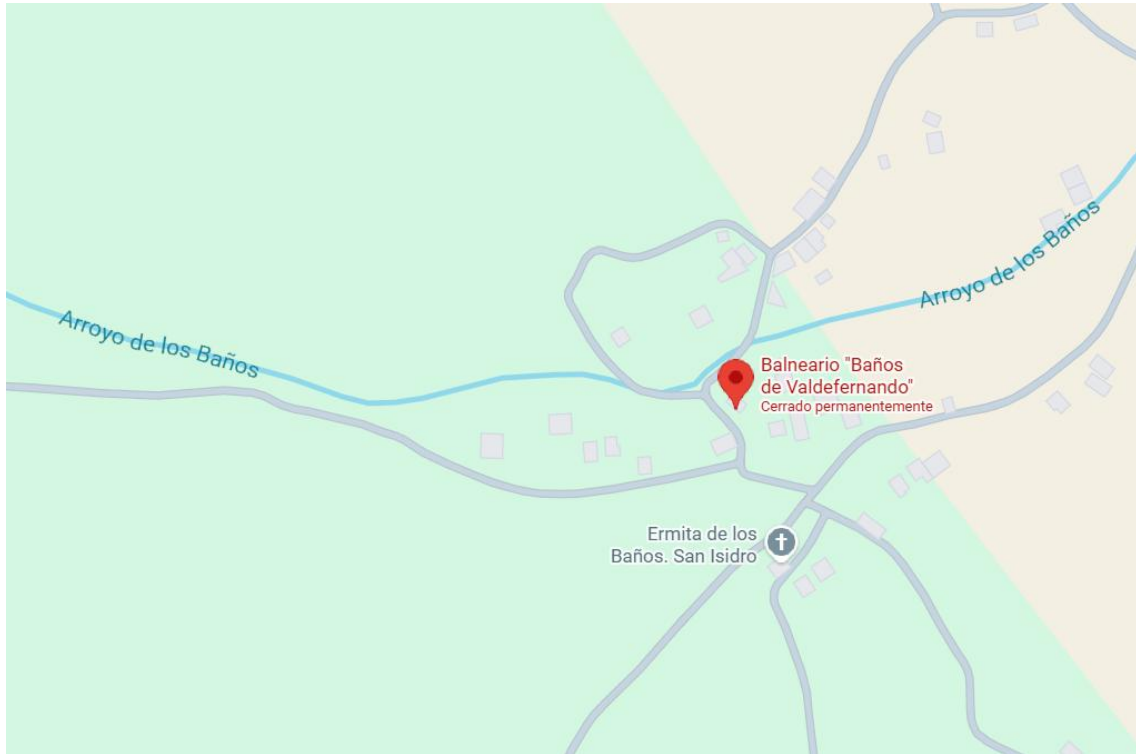 Arroyo de los Baños
Arroyo de los Baños
Balneario "Baños
de Valdefernando"
Cerrado permanentemente
Ermita de los
Baños. San Isidro